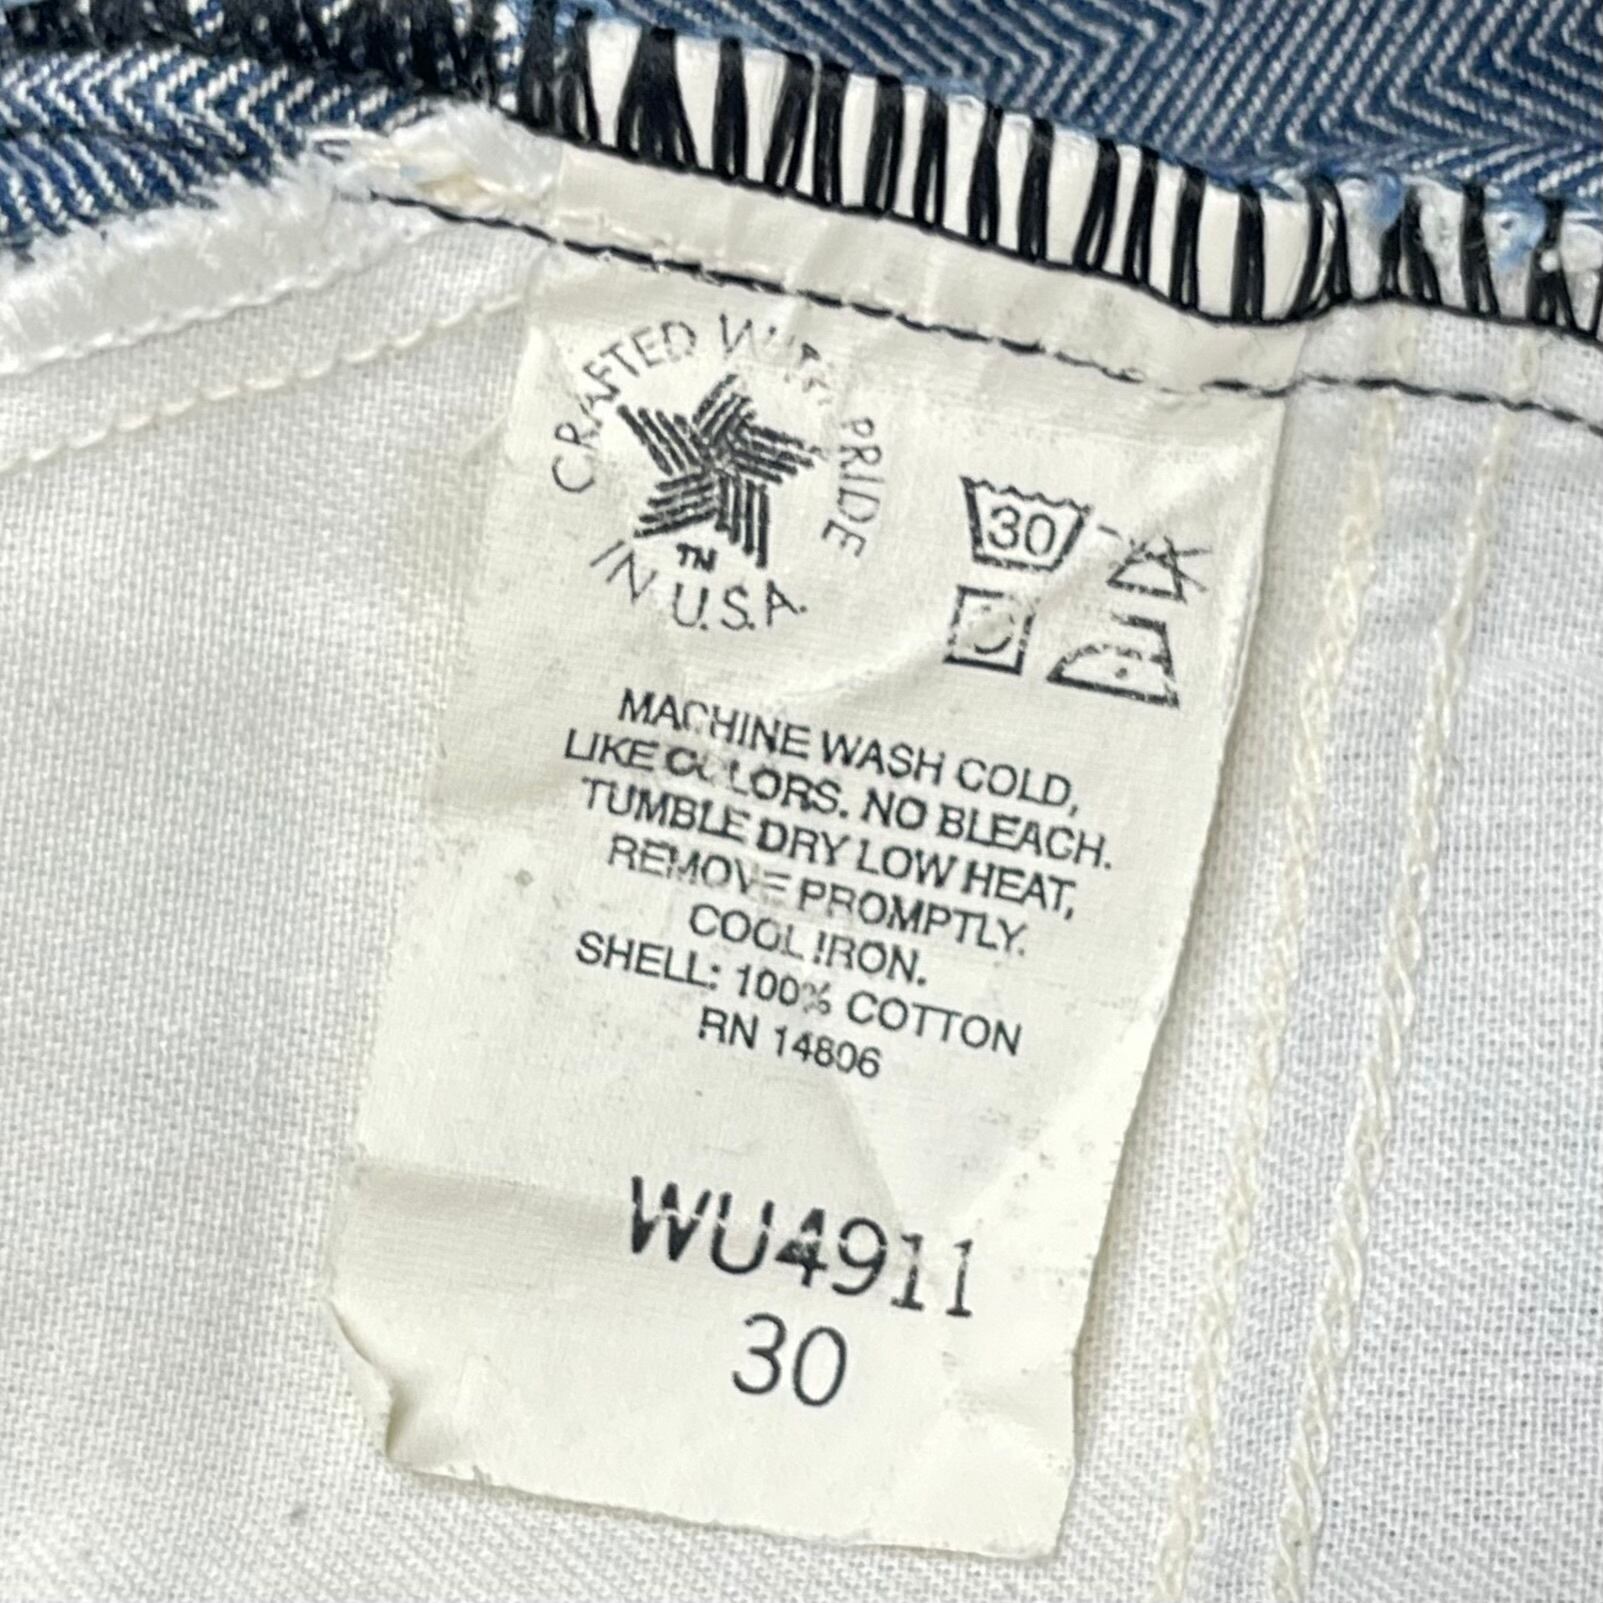 CRAFTED WITH PRIDE
TM
IN U.S.A.
30
MACHINE WASH COLD,
LIKE COLORS. NO BLEACH.
TUMBLE DRY LOW HEAT,
REMOVE PROMPTLY.
COOL IRON.
SHELL: 100% COTTON
RN 14806
WU4911
30